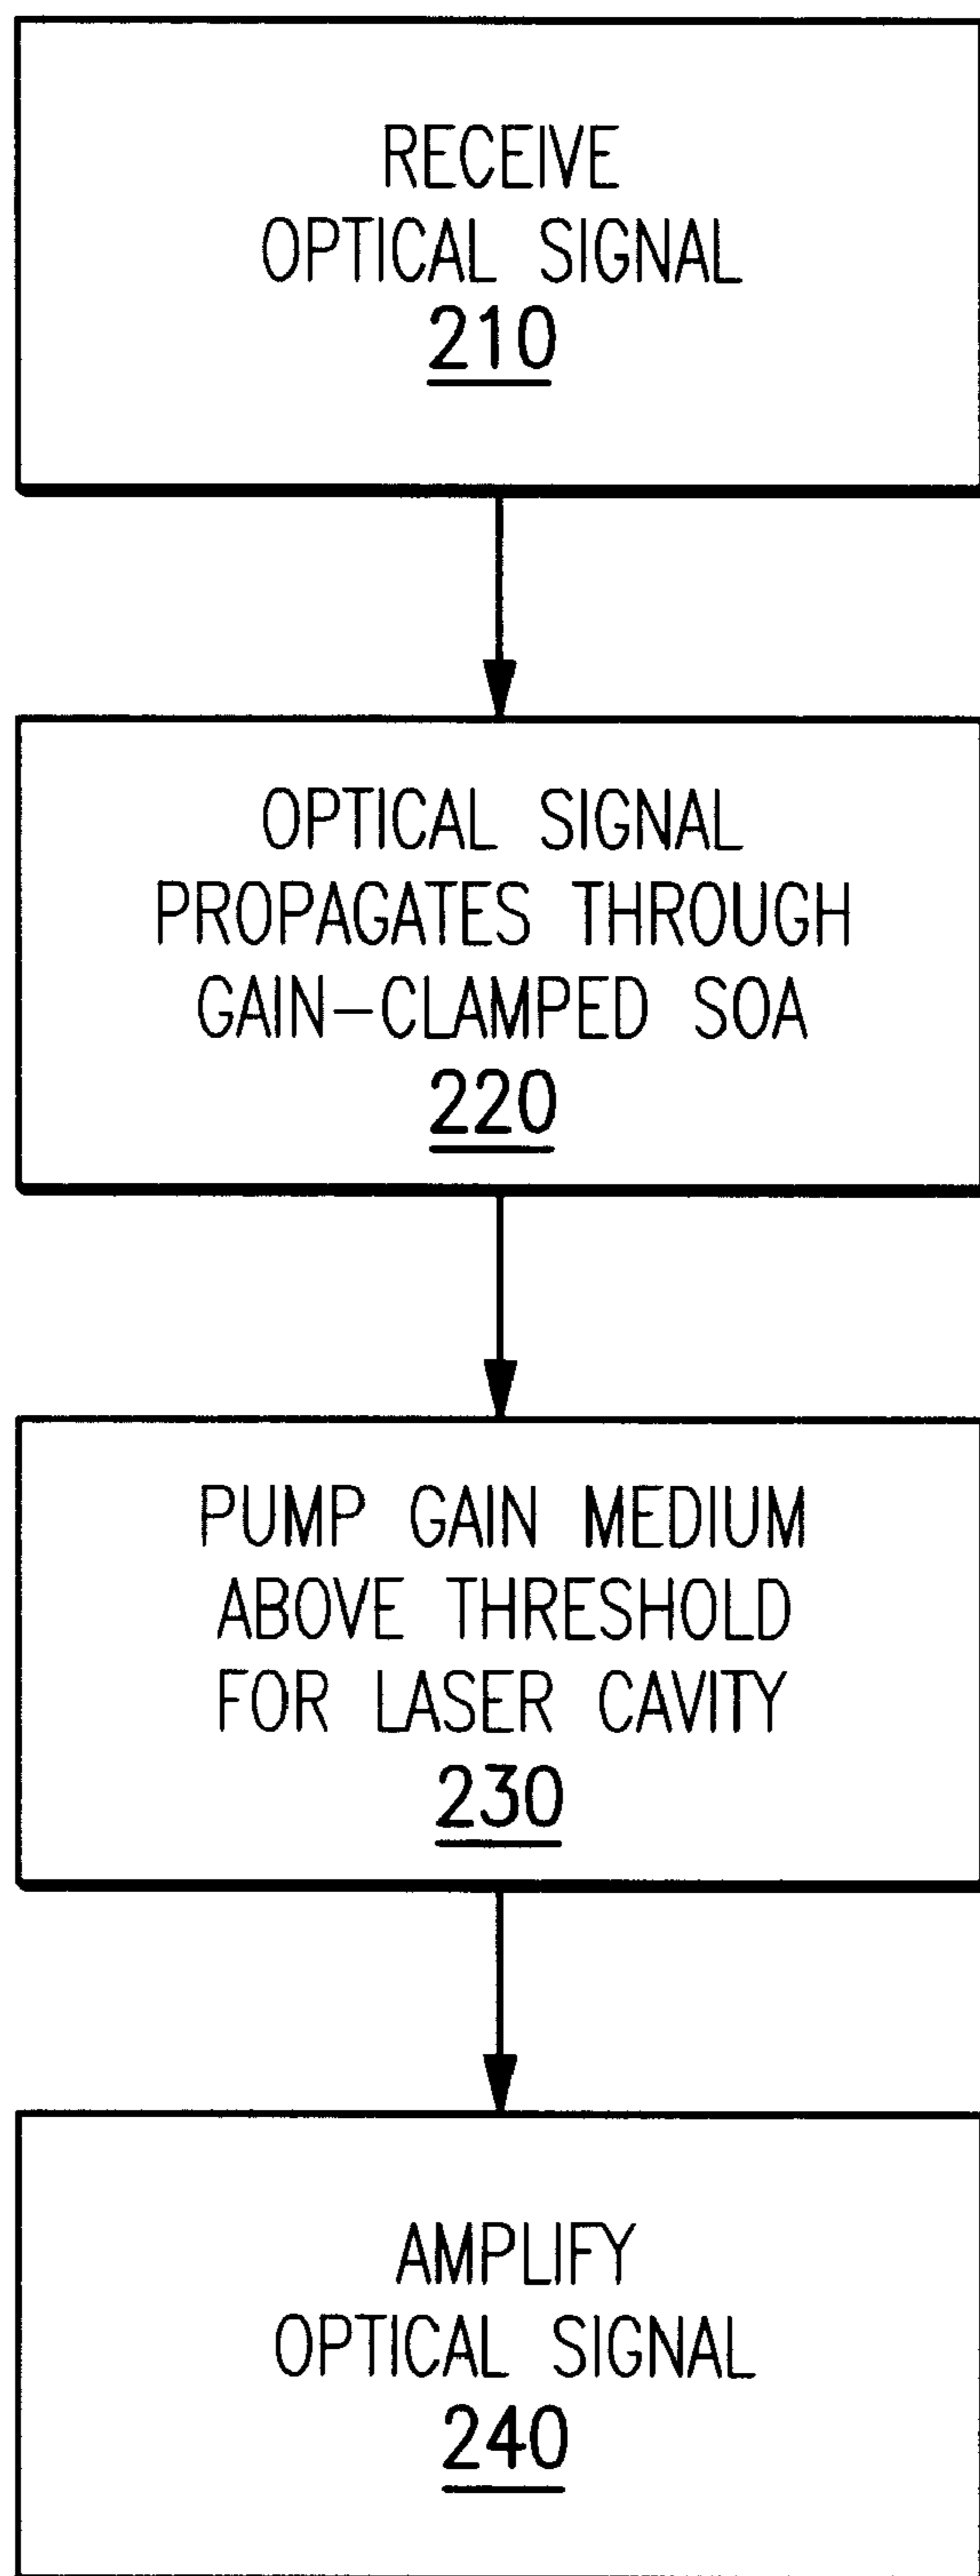 RECEIVE
OPTICAL SIGNAL
210
OPTICAL SIGNAL
PROPAGATES THROUGH
GAIN-CLAMPED SOA
220
PUMP GAIN MEDIUM
ABOVE THRESHOLD
FOR LASER CAVITY
230
AMPLIFY
OPTICAL SIGNAL
240